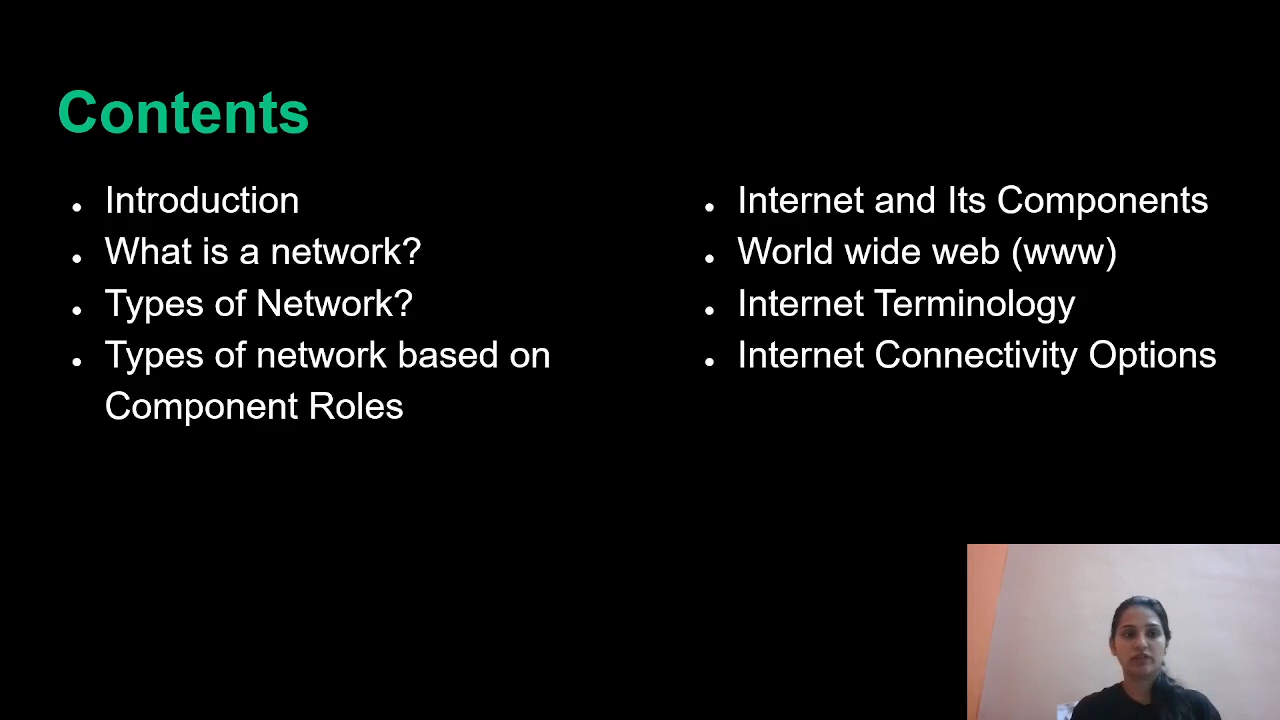 Contents
Introduction
What is a network?
Types of Network?
Types of network based on
Component Roles
Internet and Its Components
World wide web (www)
Internet Terminology
Internet Connectivity Options